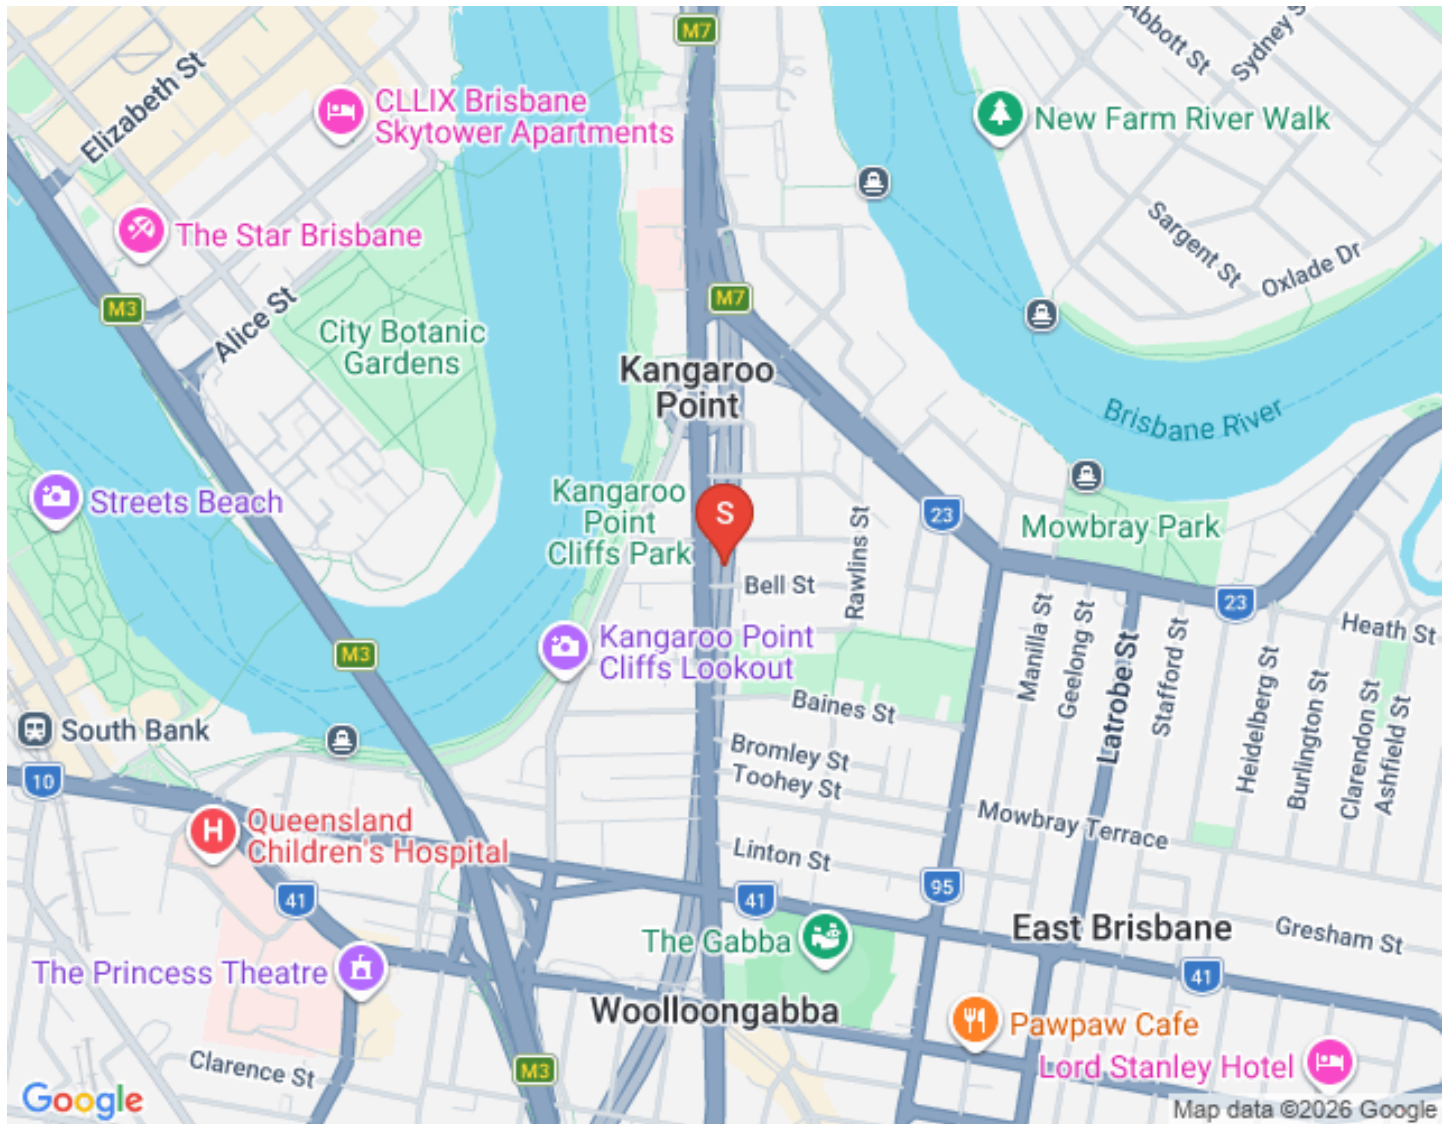 M7
Abbott St
Sydney S
Elizabeth St
CLLIX Brisbane
Skytower Apartments
New Farm River Walk
The Star Brisbane
Sargent St
Oxlade Dr
M3
Alice St
M7
City Botanic
Gardens
Kangaroo
Point
Brisbane River
Streets Beach
Kangaroo
Point
Cliffs Park
S
23
Mowbray Park
Rawlins St
Bell St
23
Heath St
M3
Kangaroo Point
Cliffs Lookout
Manilla St
Geelong St
Latrobe St
Stafford St
Heidelberg St
Burlington St
Clarendon St
Ashfield St
South Bank
Baines St
Bromley St
Toohey St
10
Mowbray Terrace
Queensland
Children's Hospital
H
Linton St
95
41
41
The Gabba
East Brisbane
Gresham St
The Princess Theatre
41
Woolloongabba
Pawpaw Cafe
M3
Clarence St
Lord Stanley Hotel
Google
Map data ©2026 Google